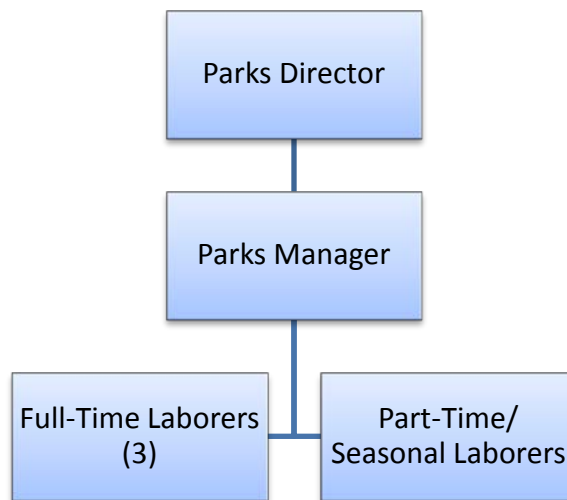 Parks Director
Parks Manager
Full-Time Laborers
(3)
Part-Time/
Seasonal Laborers